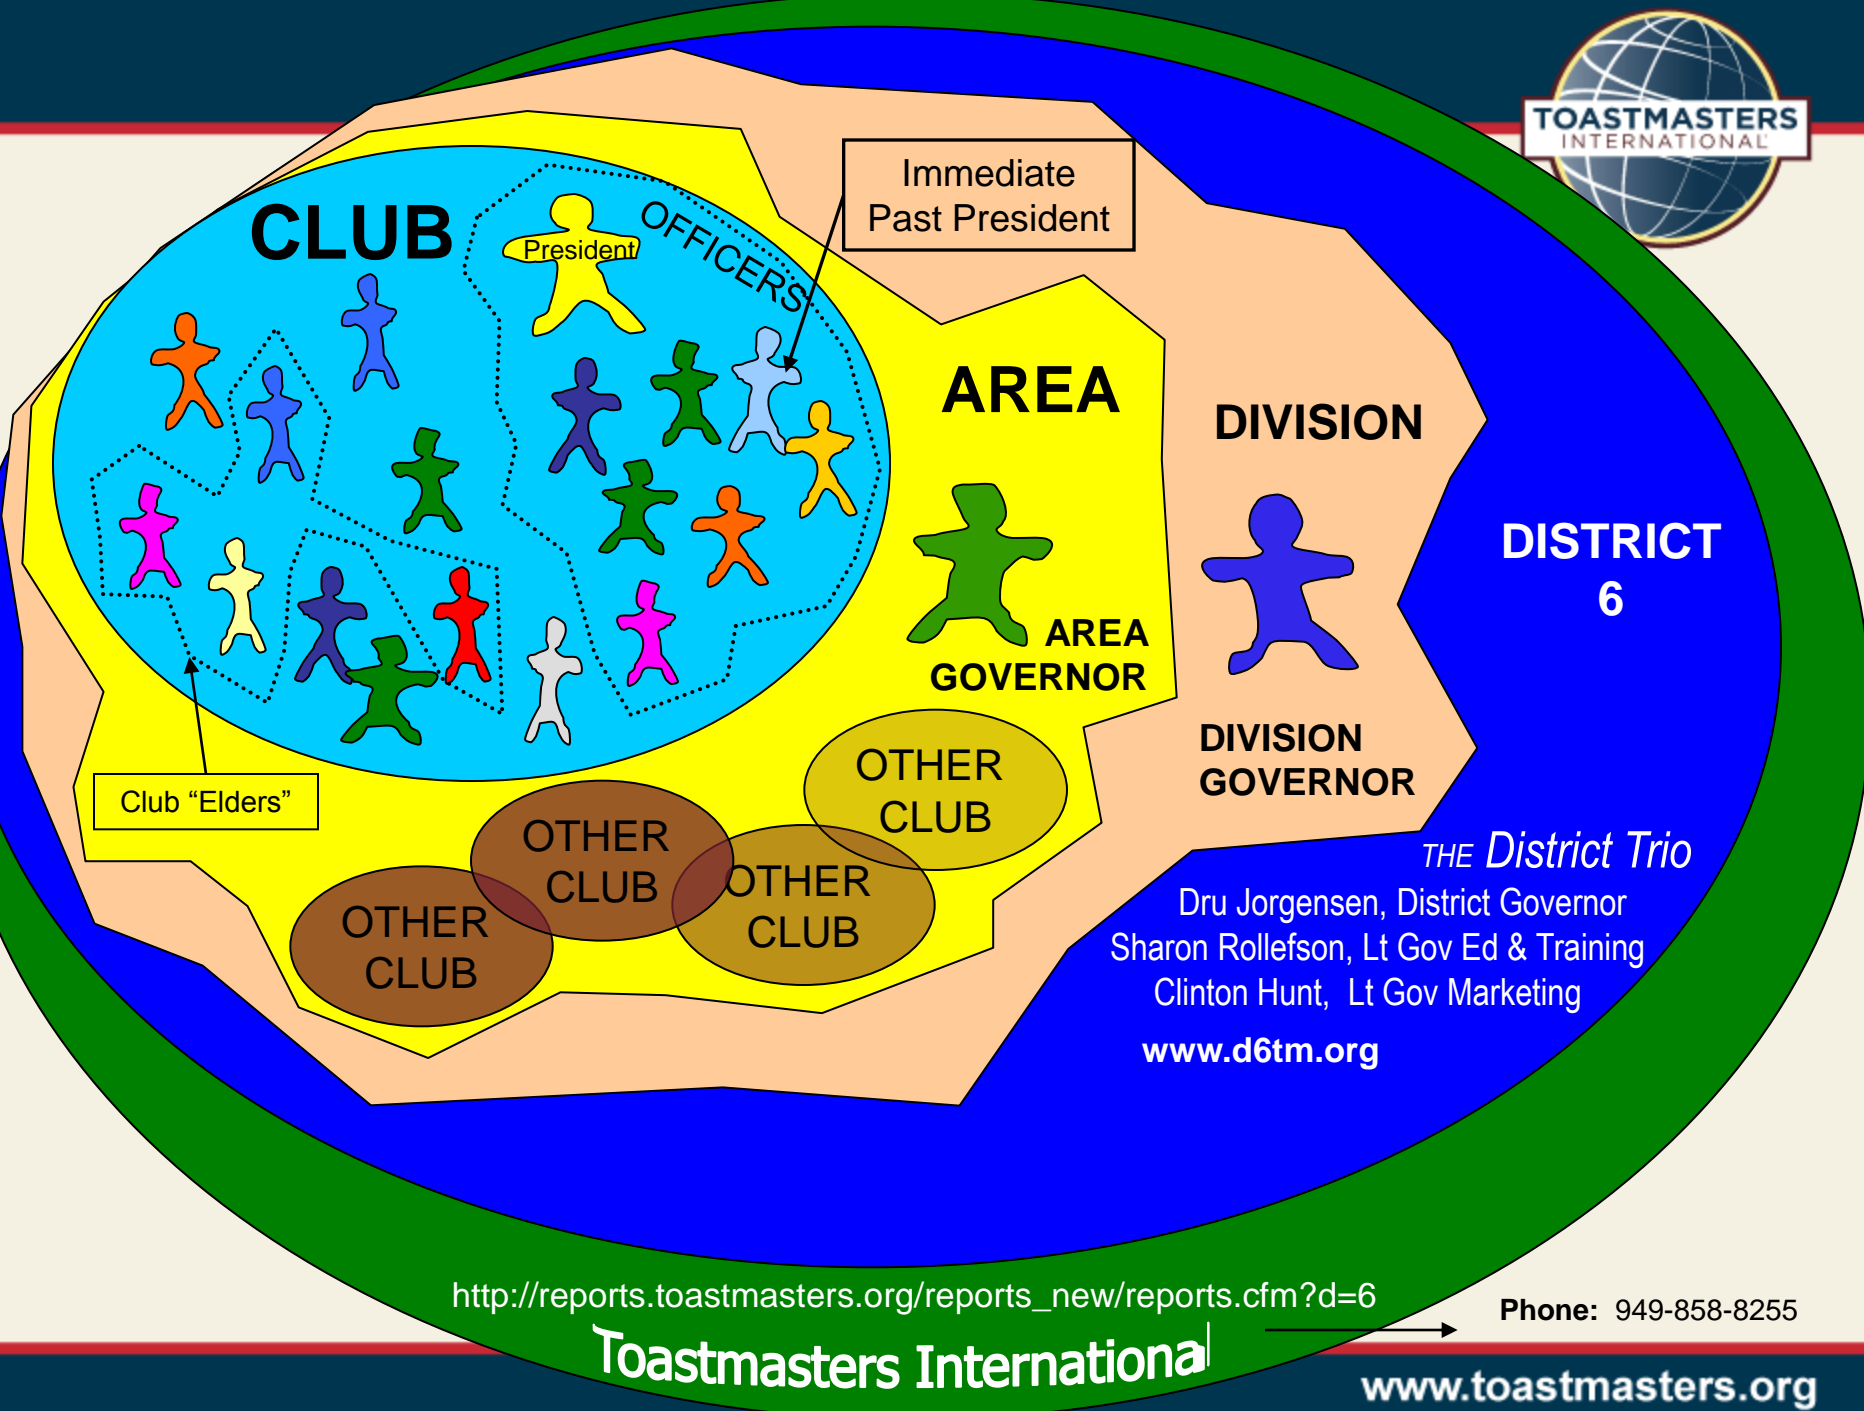 TOASTMASTERS
INTERNATIONAL
Immediate
Past President
CLUB
OFFICERS
President
AREA
DIVISION
DISTRICT
6
AREA
GOVERNOR
DIVISION
GOVERNOR
Club “Elders”
OTHER
CLUB
OTHER
CLUB
OTHER
CLUB
OTHER
CLUB
THE District Trio
Dru Jorgensen, District Governor
Sharon Rollefson, Lt Gov Ed & Training
Clinton Hunt, Lt Gov Marketing
www.d6tm.org
http://reports.toastmasters.org/reports_new/reports.cfm?d=6
Phone: 949-858-8255
Toastmasters International
www.toastmasters.org